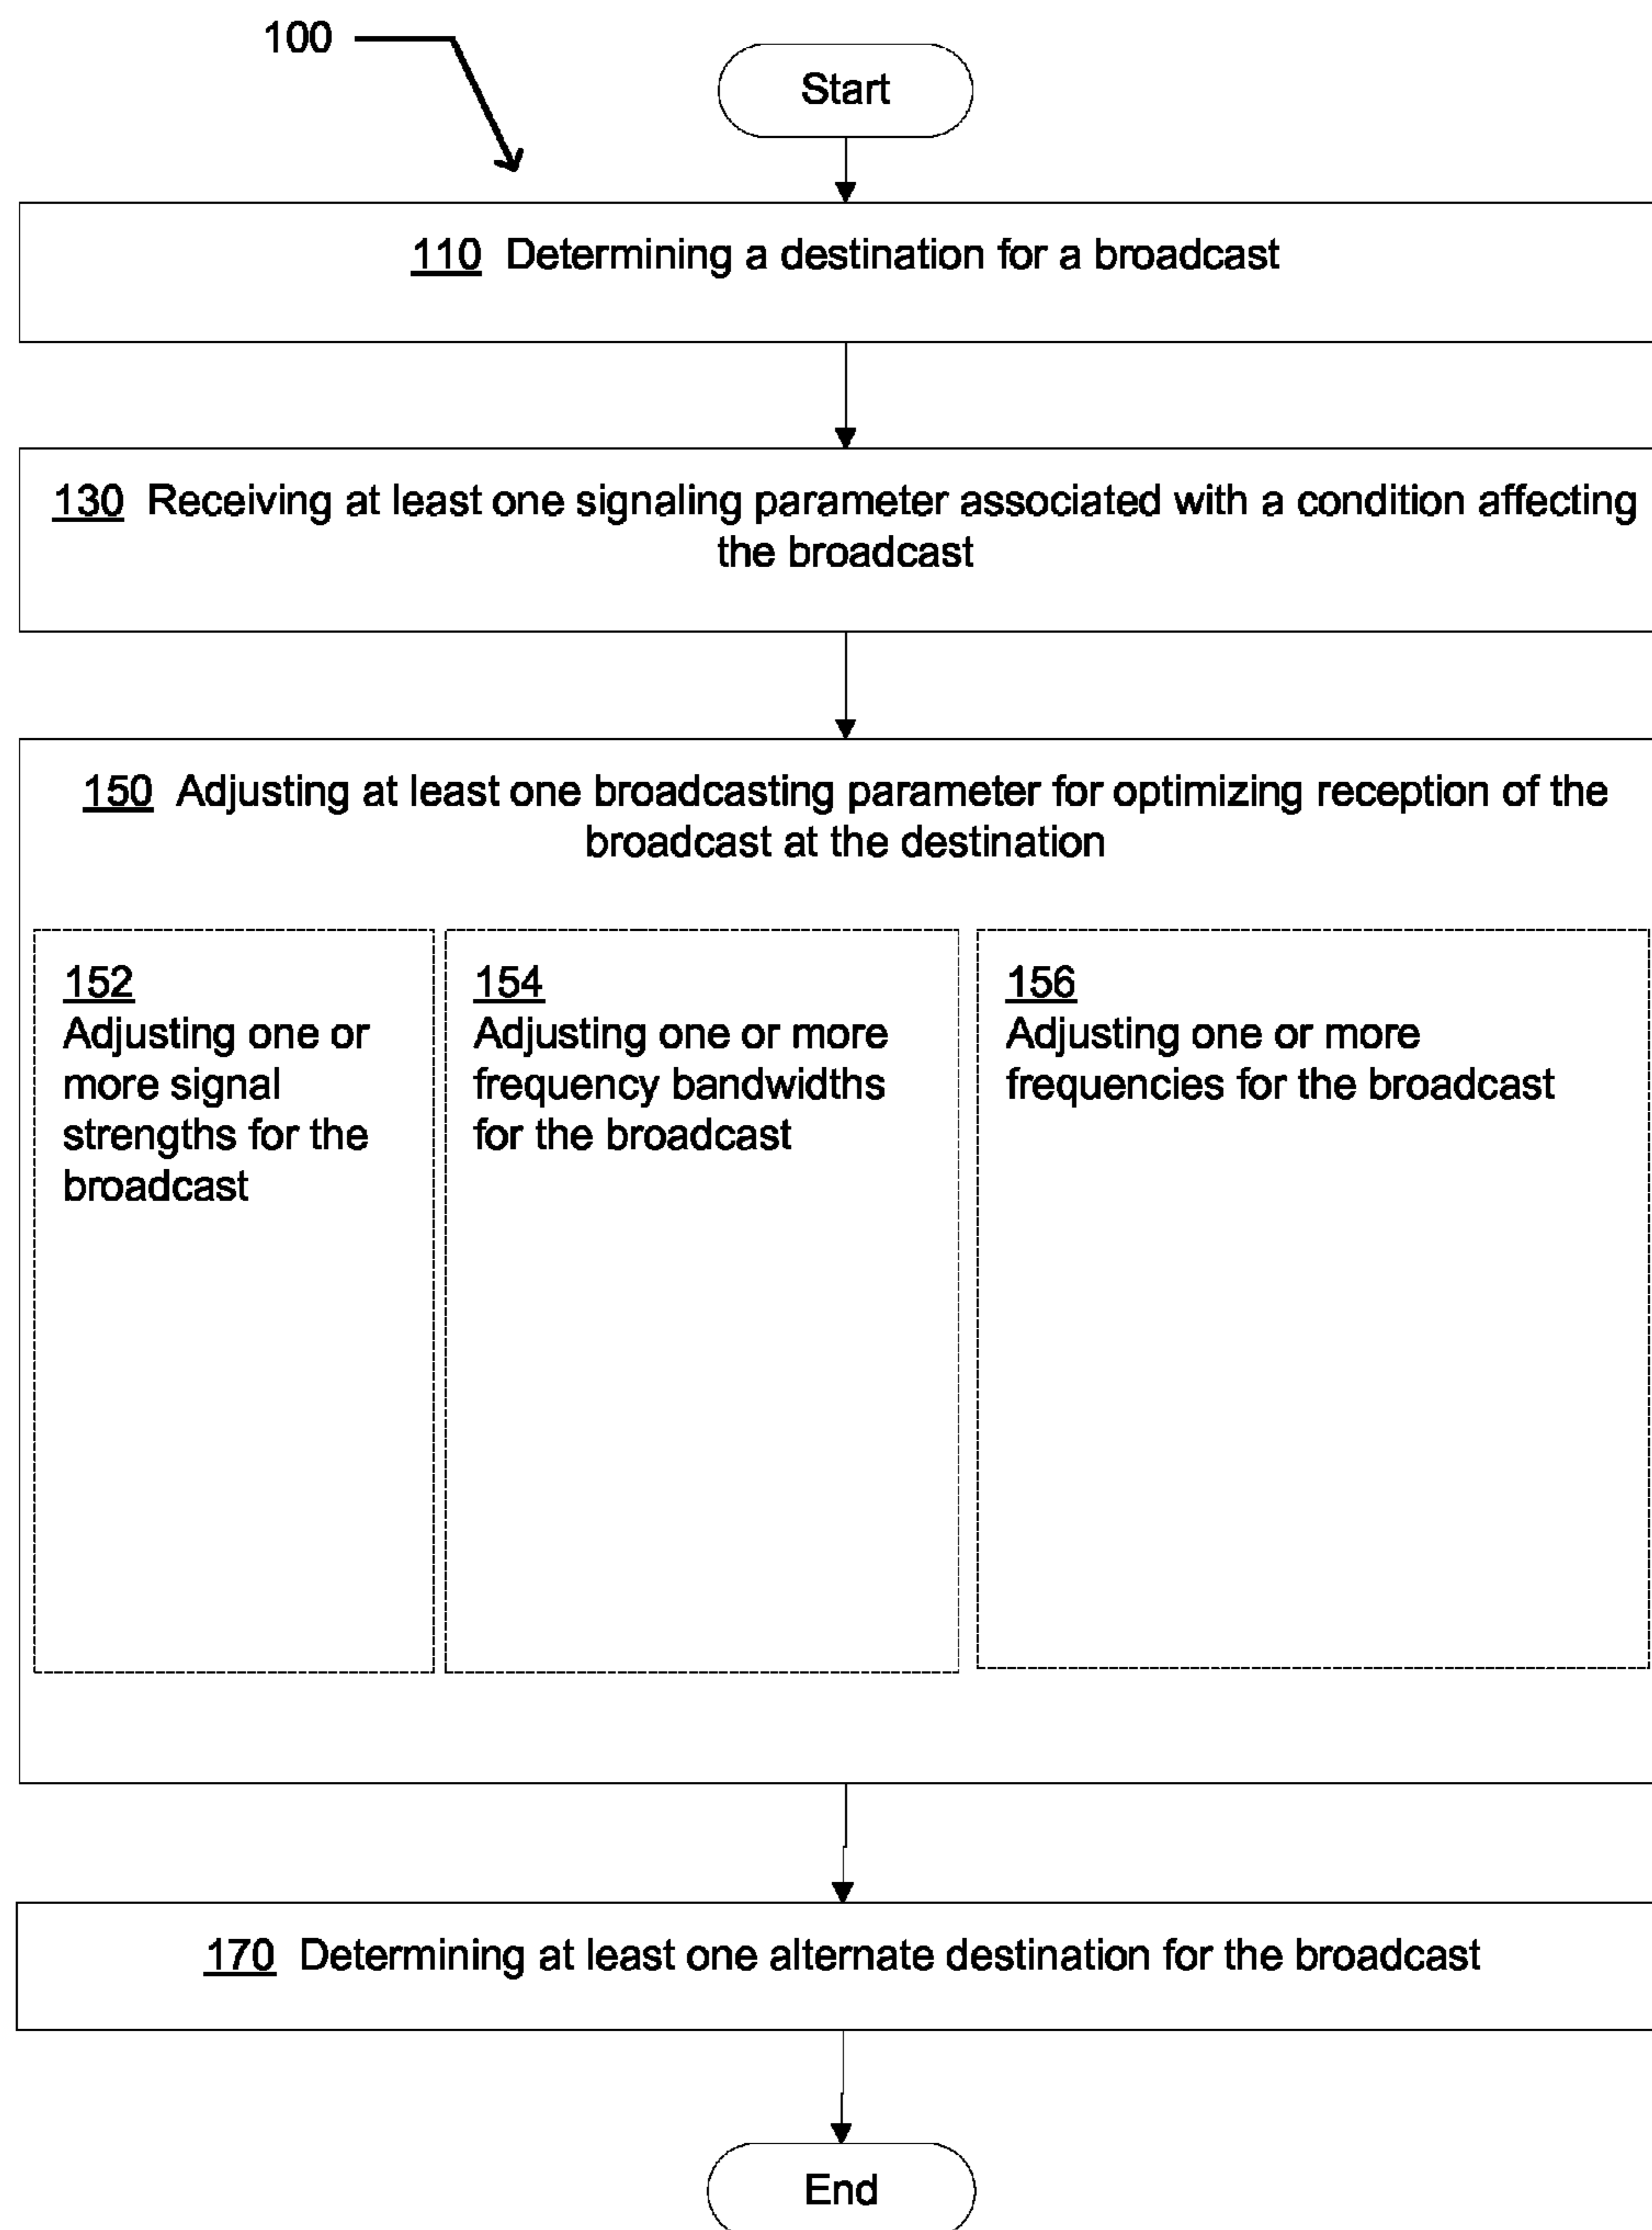 100
Start
110 Determining a destination for a broadcast
130 Receiving at least one signaling parameter associated with a condition affecting
the broadcast
150 Adjusting at least one broadcasting parameter for optimizing reception of the
broadcast at the destination
152
Adjusting one or
more signal
strengths for the
broadcast
154
Adjusting one or more
frequency bandwidths
for the broadcast
156
Adjusting one or more
frequencies for the broadcast
170 Determining at least one alternate destination for the broadcast
End